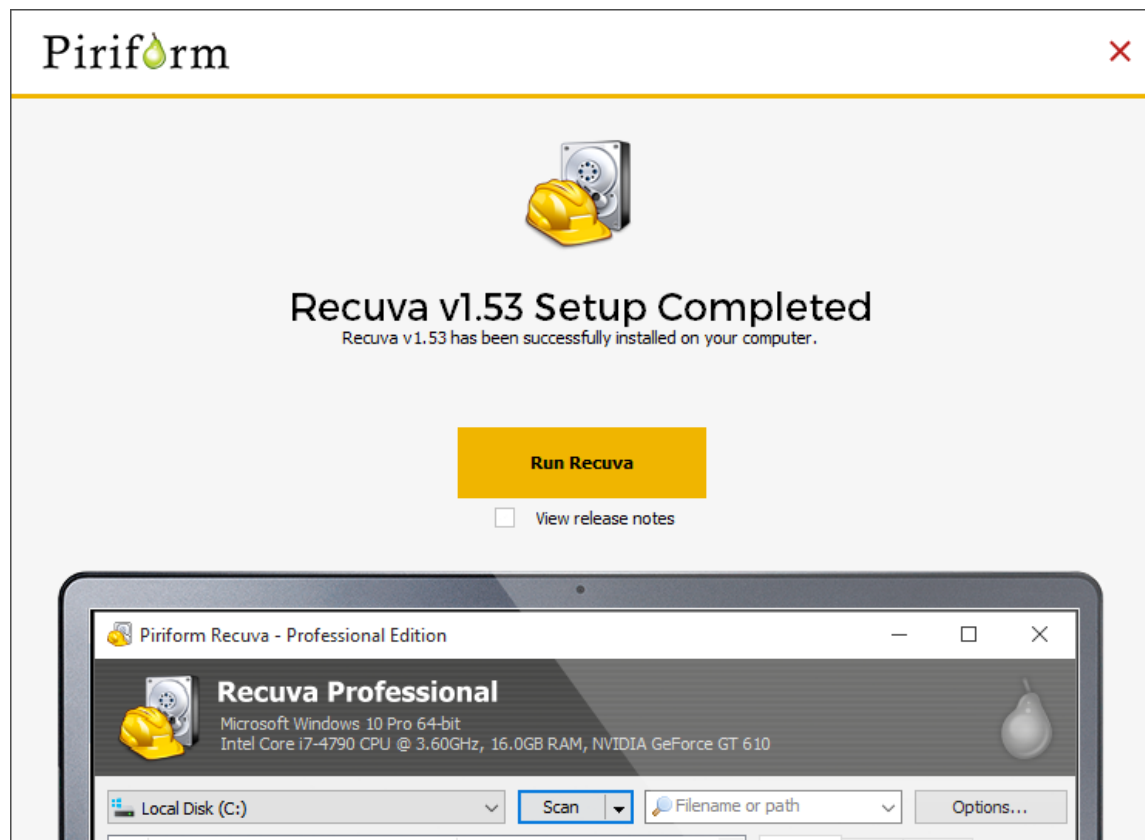 Piriform
Recuva v1.53 Setup Completed
Recuva v1.53 has been successfully installed on your computer.
Run Recuva
View release notes
Piriform Recuva - Professional Edition
Recuva Professional
Microsoft Windows 10 Pro 64-bit
Intel Core i7-4790 CPU @ 3.60GHz, 16.0GB RAM, NVIDIA GeForce GT 610
Local Disk (C:)
Scan
Filename or path
Options...